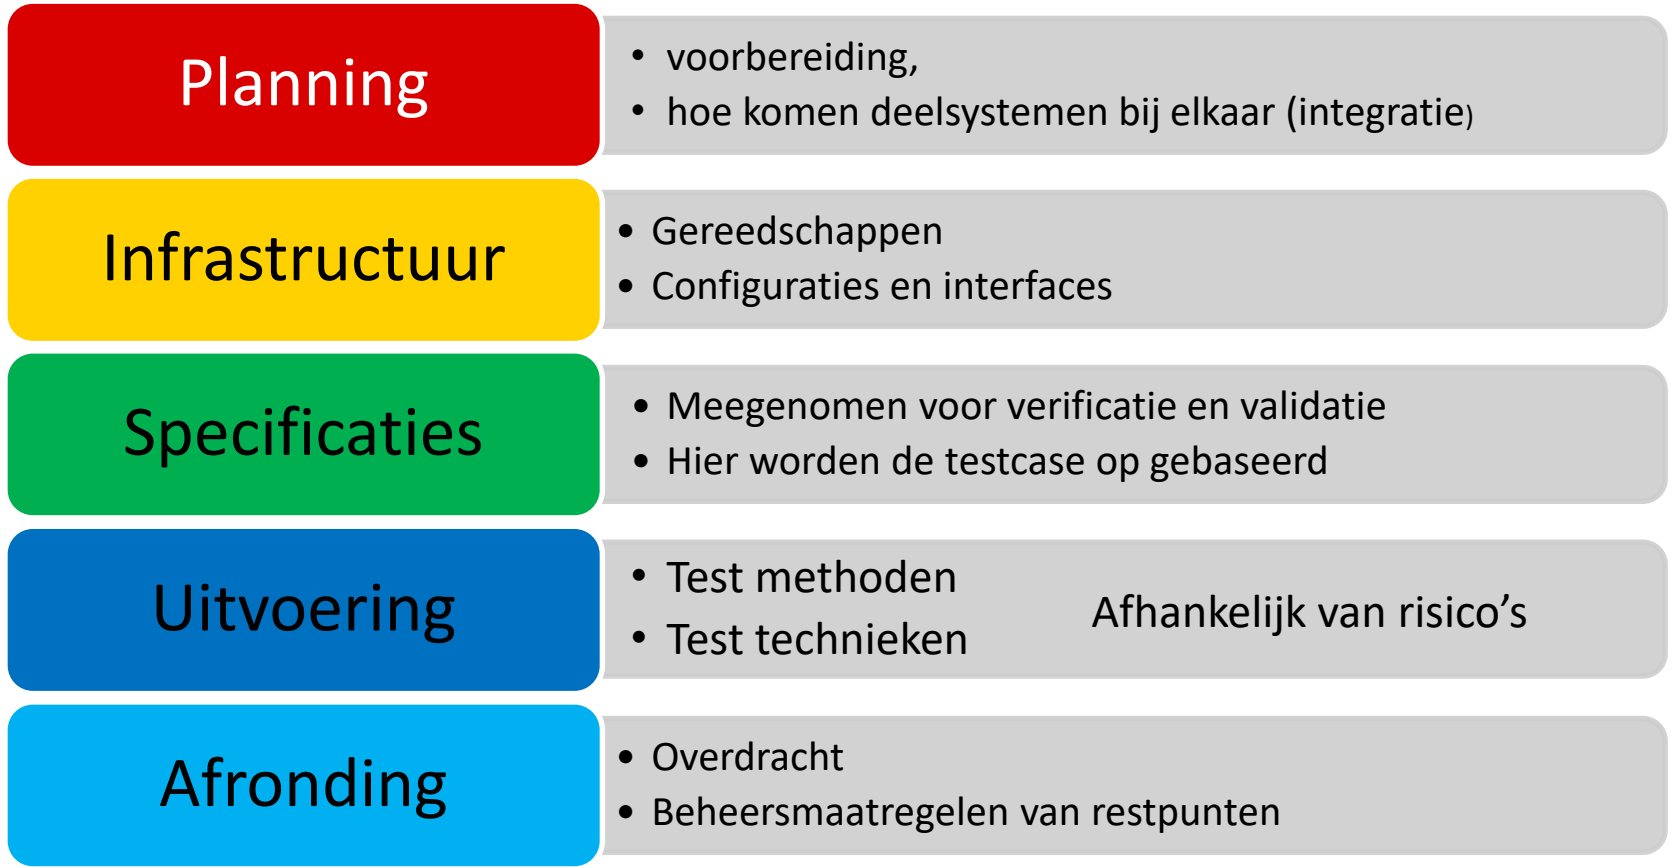 Planning
• voorbereiding,
• hoe komen deelsystemen bij elkaar (integratie)
Infrastructuur
• Gereedschappen
• Configuraties en interfaces
Specificaties
• Meegenomen voor verificatie en validatie
• Hier worden de testcase op gebaseerd
Uitvoering
• Test methoden
• Test technieken
Afhankelijk van risico’s
Afronding
• Overdracht
• Beheersmaatregelen van restpunten